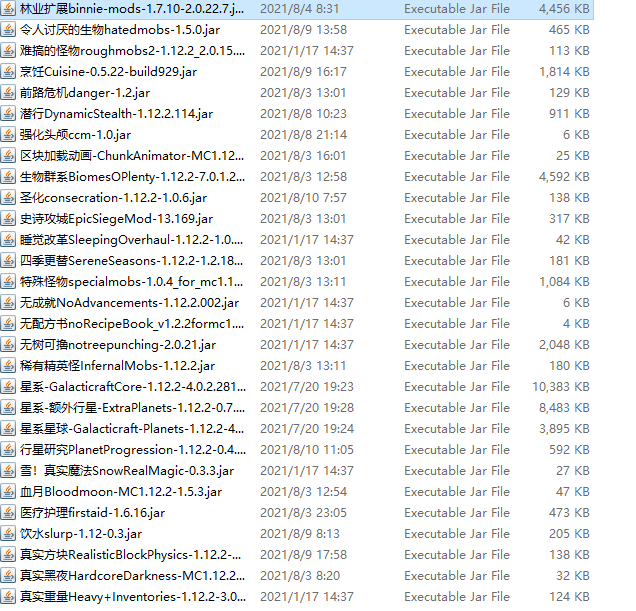 林业扩展binnie-mods-1.7.10-2.0.22.7.j... 2021/8/4 8:31 Executable Jar File 4,456 KB
令人讨厌的生物hatedmobs-1.5.0.jar 2021/8/9 13:58 Executable Jar File 465 KB
难搞的怪物roughmobs2-1.12.2_2.0.15.... 2021/1/17 14:37 Executable Jar File 113 KB
烹饪Cuisine-0.5.22-build929.jar 2021/8/9 16:17 Executable Jar File 1,814 KB
前路危机danger-1.2.jar 2021/8/3 13:01 Executable Jar File 129 KB
潜行DynamicStealth-1.12.2.114.jar 2021/8/8 10:23 Executable Jar File 911 KB
强化头颅ccm-1.0.jar 2021/8/8 21:14 Executable Jar File 6 KB
区块加载动画-ChunkAnimator-MC1.12... 2021/8/3 16:01 Executable Jar File 25 KB
生物群系BiomesOPlenty-1.12.2-7.0.1.2... 2021/8/3 12:58 Executable Jar File 4,592 KB
圣化consecration-1.12.2-1.0.6.jar 2021/8/10 7:57 Executable Jar File 138 KB
史诗攻城EpicSiegeMod-13.169.jar 2021/8/3 13:01 Executable Jar File 317 KB
睡觉改革SleepingOverhaul-1.12.2-1.0.... 2021/1/17 14:37 Executable Jar File 42 KB
四季更替SereneSeasons-1.12.2-1.2.18... 2021/8/3 13:01 Executable Jar File 181 KB
特殊怪物specialmobs-1.0.4_for_mc1.1... 2021/8/3 13:11 Executable Jar File 1,084 KB
无成就NoAdvancements-1.12.2.002.jar 2021/1/17 14:37 Executable Jar File 6 KB
无配方书noRecipeBook_v1.2.2formc1.... 2021/1/17 14:37 Executable Jar File 4 KB
无树可撸notreepunching-2.0.21.jar 2021/1/17 14:37 Executable Jar File 2,048 KB
稀有精英怪InfernalMobs-1.12.2.jar 2021/8/3 13:11 Executable Jar File 180 KB
星系-GalacticraftCore-1.12.2-4.0.2.281... 2021/7/20 19:23 Executable Jar File 10,383 KB
星系-额外行星-ExtraPlanets-1.12.2-0.7.... 2021/7/20 19:28 Executable Jar File 8,483 KB
星系星球-Galacticraft-Planets-1.12.2-4... 2021/7/20 19:24 Executable Jar File 3,895 KB
行星研究PlanetProgression-1.12.2-0.4.... 2021/8/10 11:05 Executable Jar File 592 KB
雪！真实魔法SnowRealMagic-0.3.3.jar 2021/1/17 14:37 Executable Jar File 27 KB
血月Bloodmoon-MC1.12.2-1.5.3.jar 2021/8/3 12:54 Executable Jar File 47 KB
医疗护理firstaid-1.6.16.jar 2021/8/3 23:05 Executable Jar File 473 KB
饮水slurp-1.12-0.3.jar 2021/8/9 8:13 Executable Jar File 205 KB
真实方块RealisticBlockPhysics-1.12.2-... 2021/8/9 17:58 Executable Jar File 138 KB
真实黑夜HardcoreDarkness-MC1.12.2... 2021/8/3 8:20 Executable Jar File 32 KB
真实重量Heavy+Inventories-1.12.2-3.0... 2021/1/17 14:37 Executable Jar File 124 KB